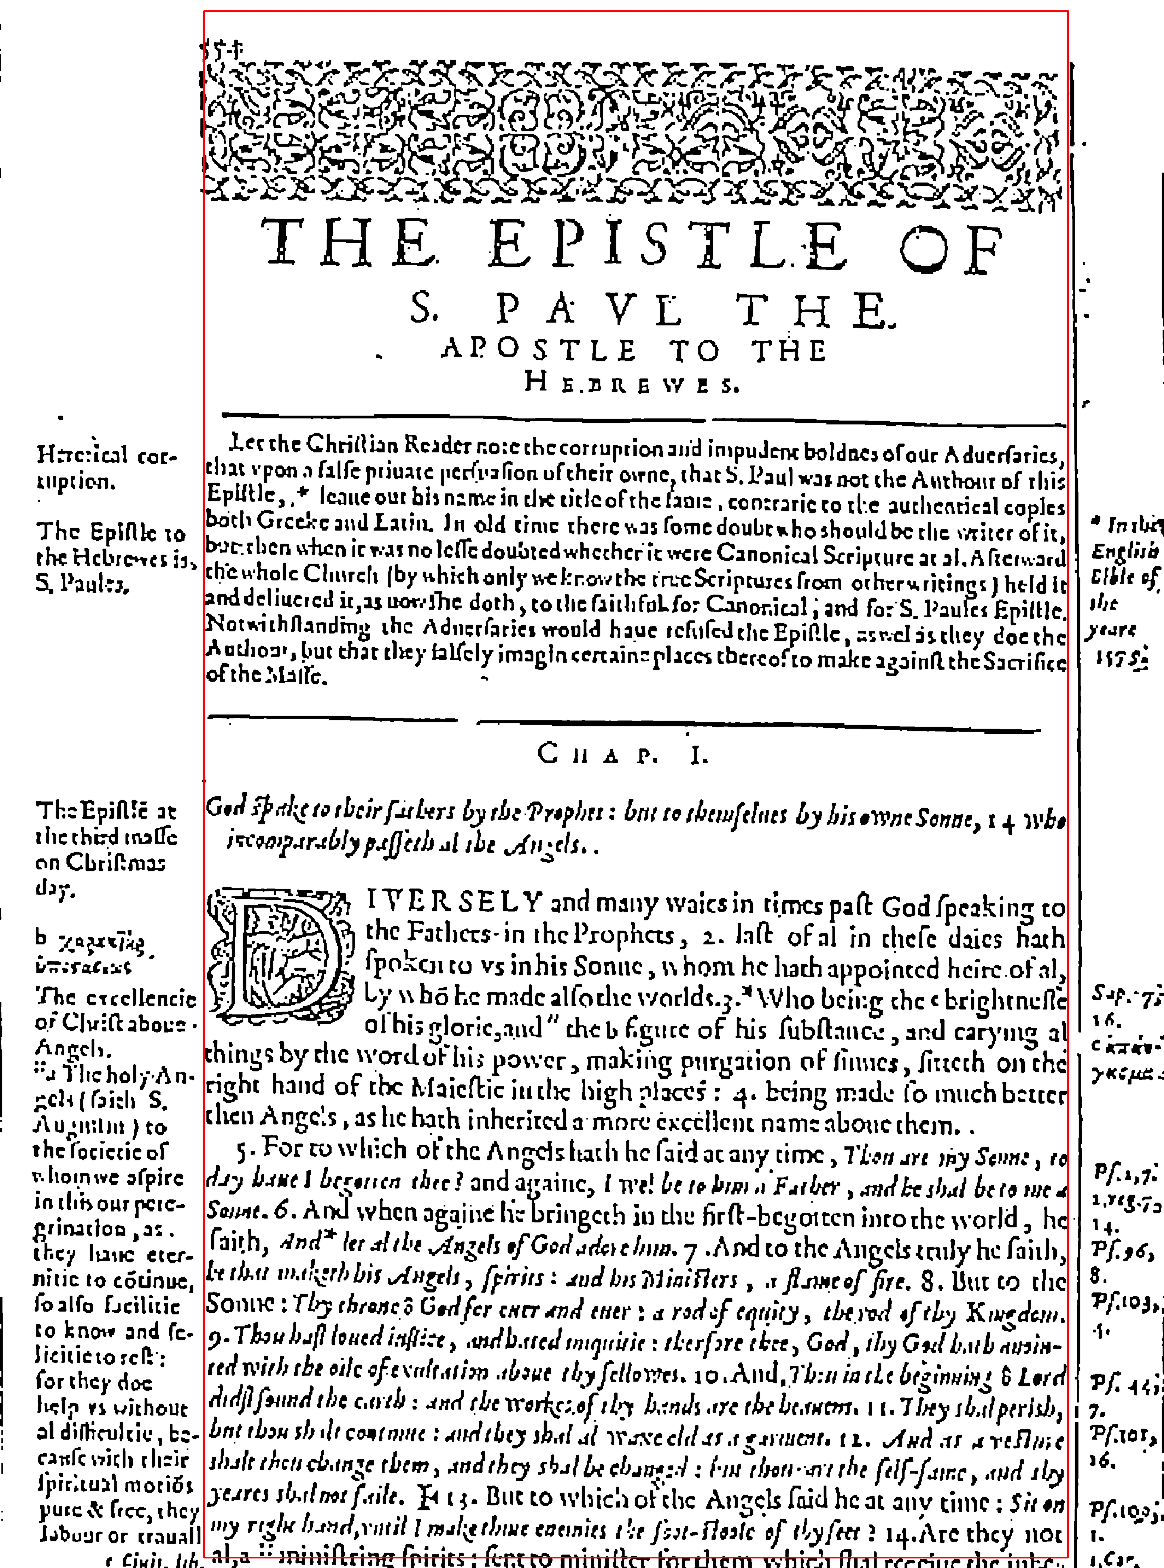 554
THE EPISTLE OF
S. PAVL THE
APOSTLE TO THE
HEBREWES.
Let the Chriſtian Reader note the corruption and impudent boldnes of our Aduerſaries,
that vpon a falſe priuate perſuaſion of their owne, that S. Paul was not the Authour of this
Epiſtle, * leaue out his name in the title of the ſame, contrarie to the authentical copies
both Greeke and Latin. In old time there was ſome doubt who ſhould be the writer of it,
but then when it was no leſſe doubted whether it were Canonical Scripture at al. Afterward
the whole Church (by which only we know the true Scriptures from other writings) held it
and deliuered it, as now ſhe doth, to the faithful for Canonical; and for S. Paules Epiſtle.
Notwithſtanding the Aduerſaries would haue refuſed the Epiſtle, as wel as they doe the
Authour, but that they falſely imagin certaine places thereof to make againſt the Sacrifice
of the Maſſe.
Heretical cor-
ruption.
The Epiſtle to
the Hebrewes is,
S. Paules.
* In the
Engliſh
Bible of
the
yeare
1575.
CHAP. I.
God ſpake to their fathers by the Prophets: but to themſelues by his owne Sonne, 14 who
incomparably paſſeth al the Angels.
DIVERSELY and many waies in times paſt God ſpeaking to
the Fathers in the Prophets, 2. laſt of al in theſe daies hath
ſpoken to vs in his Sonne, whom he hath appointed heire of al,
by whō he made alſo the worlds. 3. * Who being the c brightneſſe
of his glorie, and " the b figure of his ſubſtance, and carying al
things by the word of his power, making purgation of ſinnes, ſitteth on the
right hand of the Maieſtie in the high places: 4. being made ſo much better
then Angels, as he hath inherited a more excellent name aboue them.
5. For to which of the Angels hath he ſaid at any time, Thou art my Sonne, to
day haue I begotten thee? and againe, I wel be to him a Father, and he shal be to me a
Sonne. 6. And when againe he bringeth in the firſt-begotten into the world, he
ſaith, And * let al the Angels of God adore him. 7. And to the Angels truly he ſaith,
he that maketh his Angels, ſpirits: and his Miniſters, a flame of fire. 8. But to the
Sonne: Thy throne ō God for euer and euer: a rod of equity, the rod of thy Kingdom.
9. Thou haſt loued iuſtice, and hated iniquitie: therfore thee, God, thy God hath anoin-
ted with the oile of exultation aboue thy fellowes. 10. And, Thou in the beginning ō Lord
didſt found the earth: and the workes of thy hands are the heauens. 11. They shal perish,
but thou shalt continue: and they shal al waxe old as a garment. 12. And as a veſture
shalt thou change them, and they shal be changed: but thou art the ſelf-ſame, and thy
yeares shal not faile. 13. But to which of the Angels ſaid he at any time: Sit on
my right hand, vntil I make thine enemies the foot-ſtoole of thy feet? 14. Are they not
al, a " miniſtring ſpirits: ſent to miniſter for them which ſhal receiue the inhe-
The Epiſtle at
the third maſſe
on Chriſtmas
day.
b χαρακτὴρ
ὑποστάσεως
The excellencie
of Chriſt aboue
Angels.
"a The holy An-
gels (ſaith S.
Auguſtin) to
the ſocietie of
whom we aſpire
in this our pere-
grination, as
they haue eter-
nitie to cōtinue,
ſo alſo facilitie
to know and fe-
licitie to reſt:
for they doe
help vs without
al difficultie, be-
cauſe with their
ſpiritual motiōs
pure & free, they
labour or trauail
Ciuit. lib.
Sap. 7,
16.
c ἀπαύ-
γασμα
Pſ. 2, 7.
2. reg. 7,
14.
Pſ. 96,
8.
Pſ. 103,
4.
Pſ. 44,
7.
Pſ. 101,
26.
Pſ. 109,
1.
1. Cor.